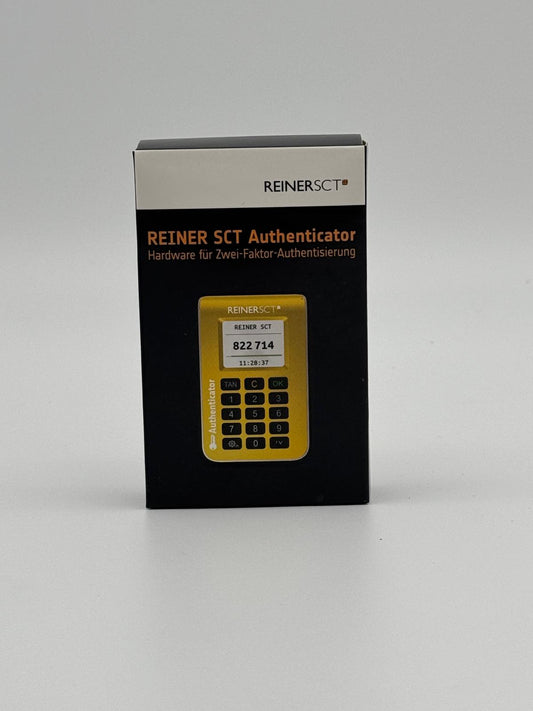 REINERSCT
REINER SCT Authenticator
Hardware für Zwei-Faktor-Authentisierung
REINERSCT
REINER SCT
822 714
11:28:37
Authenticator
TAN C OK
1 2 3
4 5 6
7 8 9
0